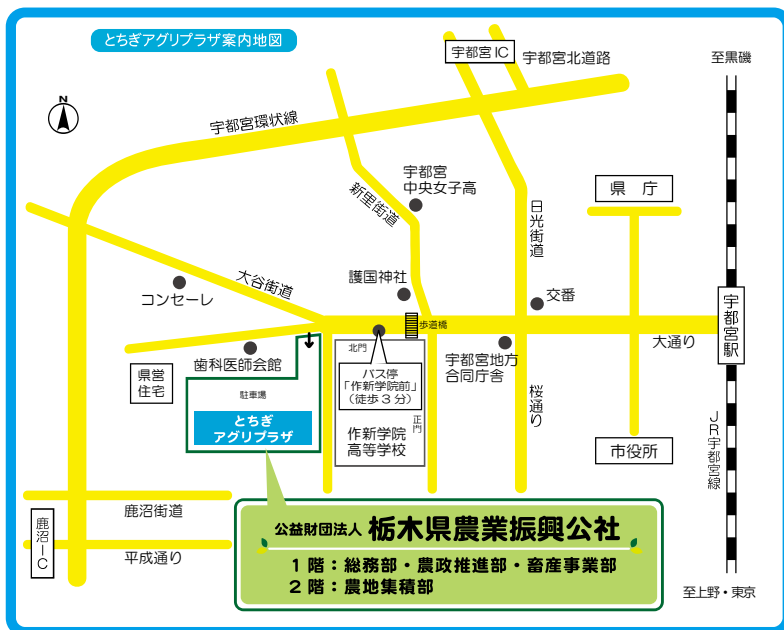 とちぎアグリプラザ案内地図
宇都宮IC
宇都宮北道路
至黒磯
N
宇都宮環状線
宇都宮
中央女子高
新里街道
日光街道
県 庁
大谷街道
護国神社
コンセーレ
交番
宇都宮駅
歩道橋
大通り
北門
歯科医師会館
バス停
「作新学院前」
(徒歩3分)
宇都宮地方
合同庁舎
県営
住宅
駐車場
とちぎ
アグリプラザ
正門
作新学院
高等学校
桜通り
市役所
JR宇都宮線
鹿沼街道
鹿沼IC
平成通り
公益財団法人 栃木県農業振興公社
1階:総務部・農政推進部・畜産事業部
2階:農地集積部
至上野・東京